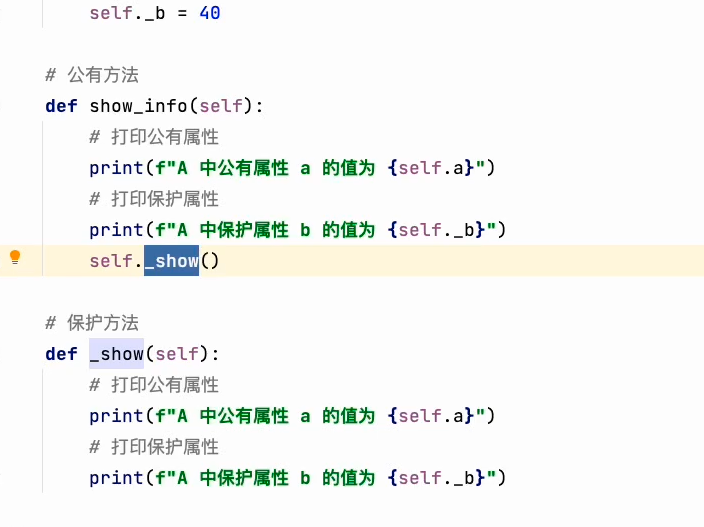 self._b = 40
# 公有方法
def show_info(self):
# 打印公有属性
print(f"A 中公有属性 a 的值为 {self.a}")
# 打印保护属性
print(f"A 中保护属性 b 的值为 {self._b}")
self._show()
# 保护方法
def _show(self):
# 打印公有属性
print(f"A 中公有属性 a 的值为 {self.a}")
# 打印保护属性
print(f"A 中保护属性 b 的值为 {self._b}")